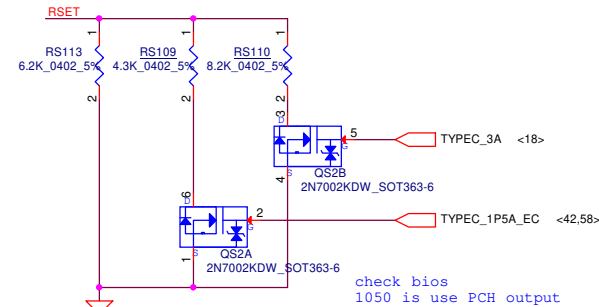 RSET
1 1 1
RS113 RS109 RS110
6.2K_0402_5% 4.3K_0402_5% 8.2K_0402_5%
2 2 2
3
D
5 TYPEC_3A <18>
G
S
4 QS2B
2N7002KDW_SOT363-6
6
D
2 TYPEC_1P5A_EC <42,58>
G
S
1 QS2A
2N7002KDW_SOT363-6
check bios
1050 is use PCH output